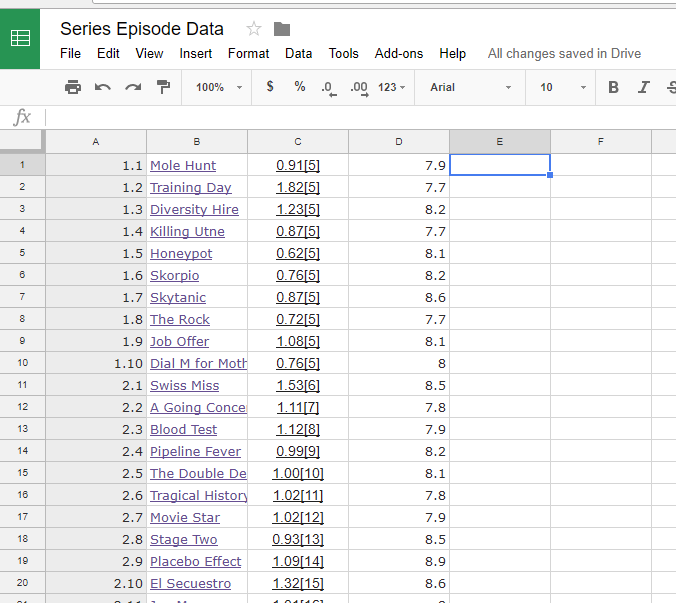 Series Episode Data
File Edit View Insert Format Data Tools Add-ons Help All changes saved in Drive
100% $ % .0 .00 123 Arial 10 B I S
fx
A B C D E F
1 1.1 Mole Hunt 0.91[5] 7.9
2 1.2 Training Day 1.82[5] 7.7
3 1.3 Diversity Hire 1.23[5] 8.2
4 1.4 Killing Utne 0.87[5] 7.7
5 1.5 Honeypot 0.62[5] 8.1
6 1.6 Skorpio 0.76[5] 8.2
7 1.7 Skytanic 0.87[5] 8.6
8 1.8 The Rock 0.72[5] 7.7
9 1.9 Job Offer 1.08[5] 8.1
10 1.10 Dial M for Moth 0.76[5] 8
11 2.1 Swiss Miss 1.53[6] 8.5
12 2.2 A Going Conce 1.11[7] 7.8
13 2.3 Blood Test 1.12[8] 7.9
14 2.4 Pipeline Fever 0.99[9] 8.2
15 2.5 The Double De 1.00[10] 8.1
16 2.6 Tragical History 1.02[11] 7.8
17 2.7 Movie Star 1.02[12] 7.9
18 2.8 Stage Two 0.93[13] 8.5
19 2.9 Placebo Effect 1.09[14] 8.9
20 2.10 El Secuestro 1.32[15] 8.6